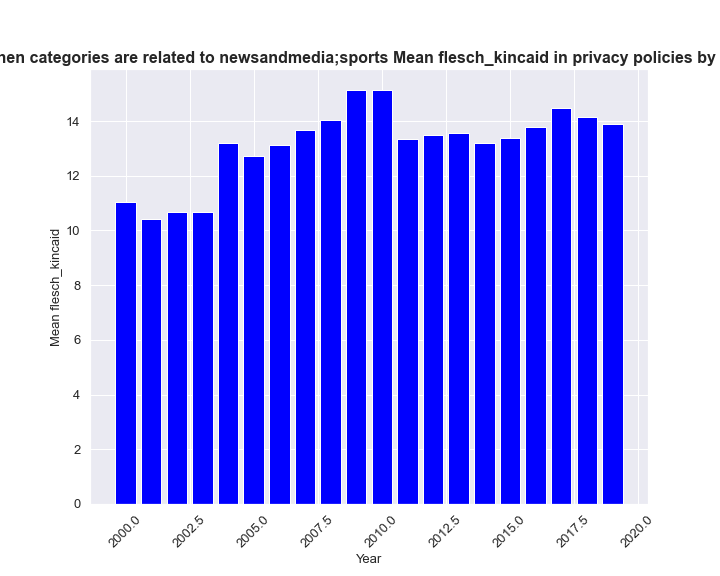 hen categories are related to newsandmedia;sports Mean flesch_kincaid in privacy policies by
14
12
10
8
6
4
2
0
Mean flesch_kincaid
2000.0 2002.5 2005.0 2007.5 2010.0 2012.5 2015.0 2017.5 2020.0
Year